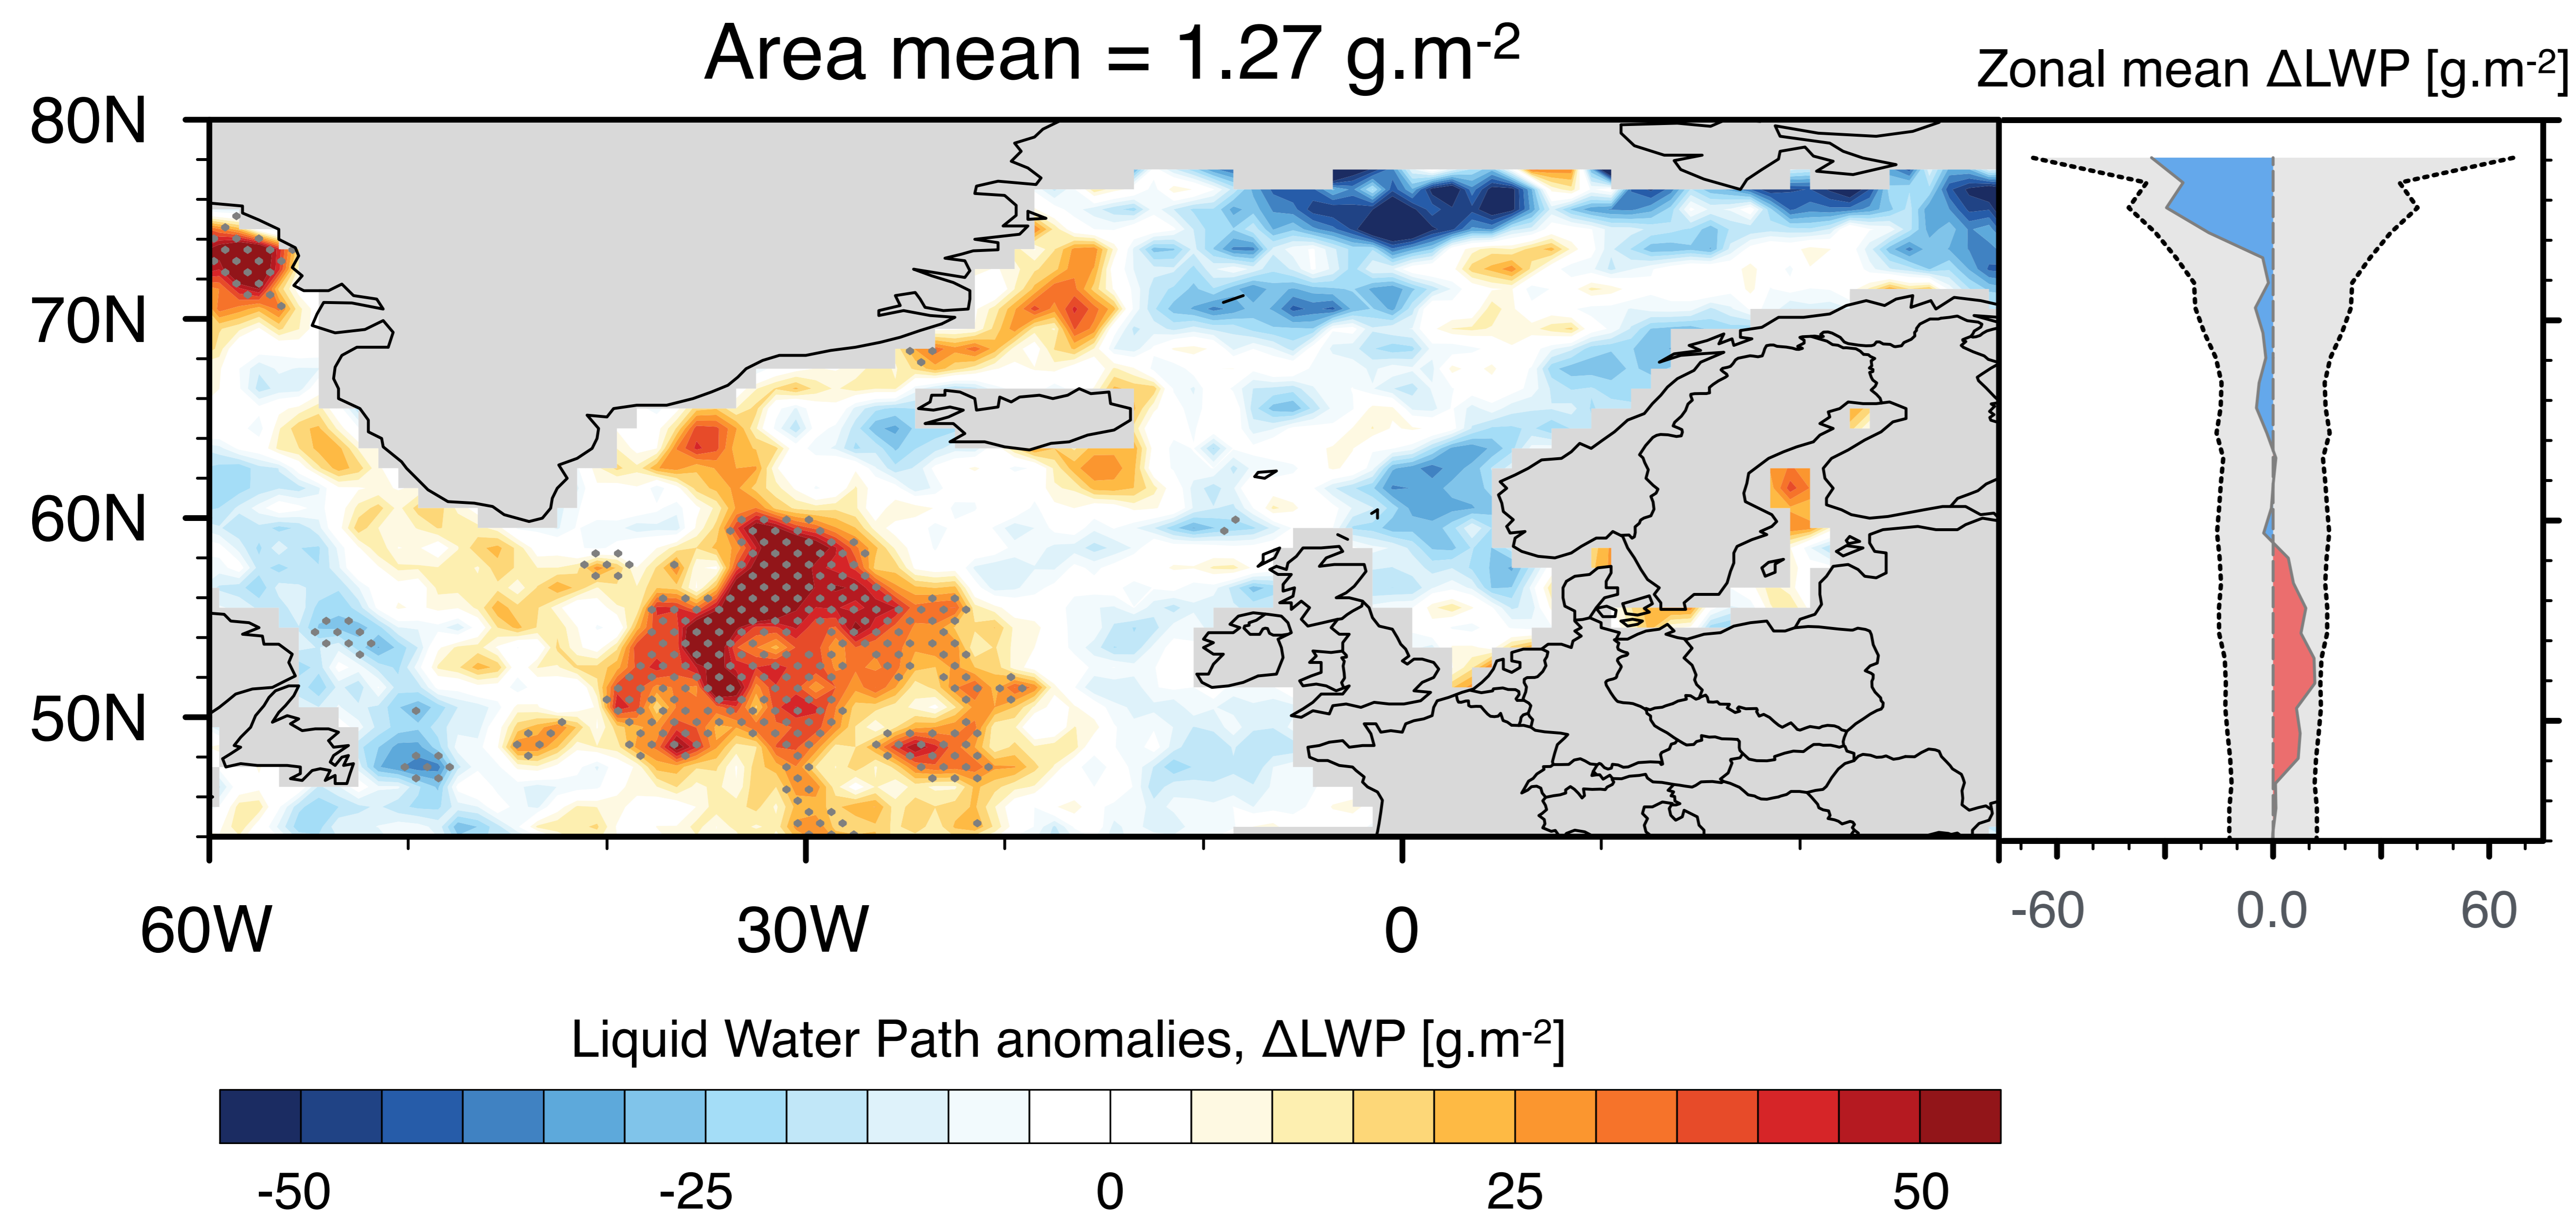 Area mean = 1.27 g.m-2
Zonal mean ΔLWP [g.m-2]
80N
70N
60N
50N
60W 30W 0
-60 0.0 60
Liquid Water Path anomalies, ΔLWP [g.m-2]
-50 -25 0 25 50